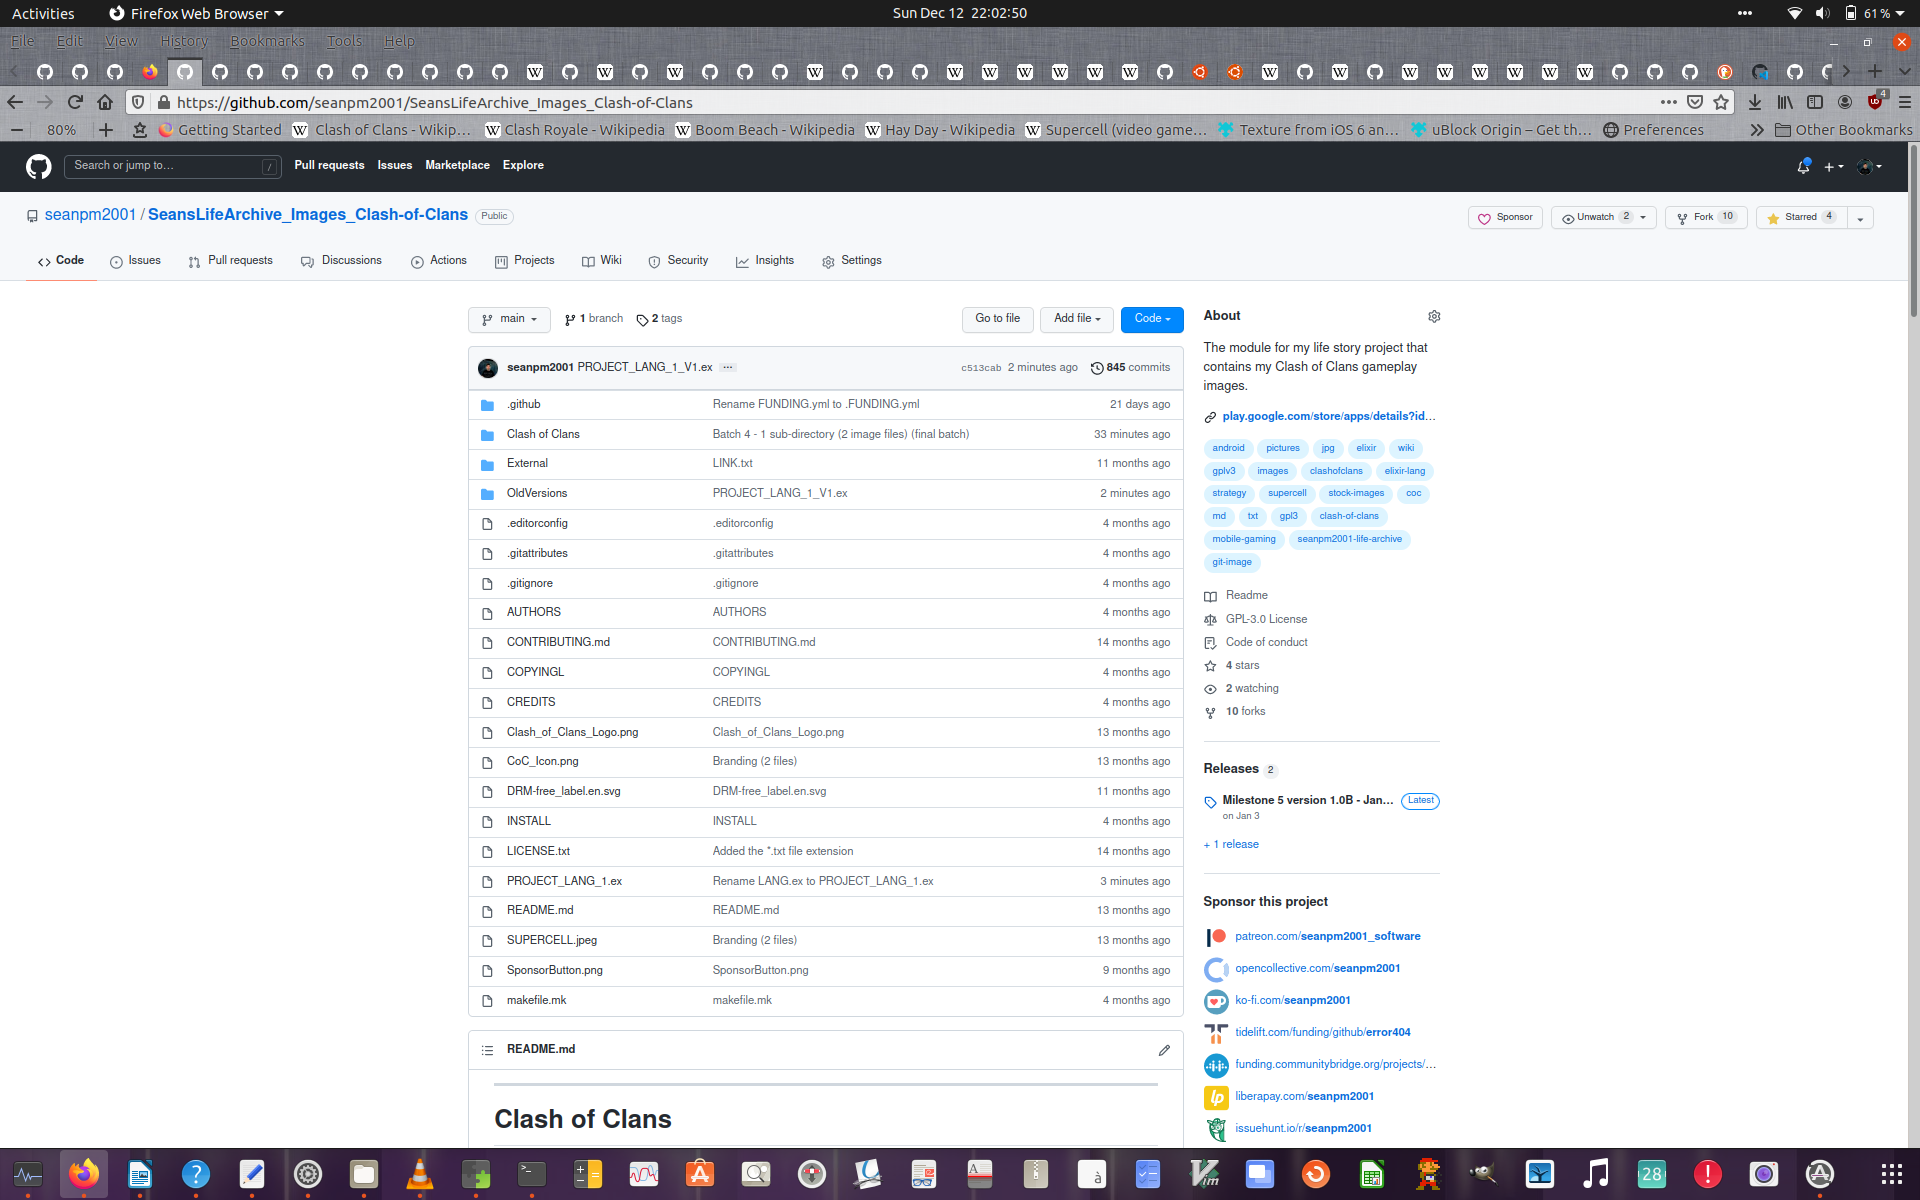 Activities
Firefox Web Browser
Sun Dec 12 22:02:50
61 %
File Edit View History Bookmarks Tools Help
https://github.com/seanpm2001/SeansLifeArchive_Images_Clash-of-Clans
4
80%
Getting Started
Clash of Clans - Wikip…
Clash Royale - Wikipedia
Boom Beach - Wikipedia
Hay Day - Wikipedia
Supercell (video game…
Texture from iOS 6 an…
uBlock Origin – Get th…
Preferences
Other Bookmarks
Search or jump to…
/
Pull requests Issues Marketplace Explore
seanpm2001 / SeansLifeArchive_Images_Clash-of-Clans Public
Sponsor
Unwatch 2
Fork 10
Starred 4
Code Issues Pull requests Discussions Actions Projects Wiki Security Insights Settings
main
1 branch
2 tags
Go to file
Add file
Code
seanpm2001 PROJECT_LANG_1_V1.ex … c513cab 2 minutes ago 845 commits
.github Rename FUNDING.yml to .FUNDING.yml 21 days ago
Clash of Clans Batch 4 - 1 sub-directory (2 image files) (final batch) 33 minutes ago
External LINK.txt 11 months ago
OldVersions PROJECT_LANG_1_V1.ex 2 minutes ago
.editorconfig .editorconfig 4 months ago
.gitattributes .gitattributes 4 months ago
.gitignore .gitignore 4 months ago
AUTHORS AUTHORS 4 months ago
CONTRIBUTING.md CONTRIBUTING.md 14 months ago
COPYINGL COPYINGL 4 months ago
CREDITS CREDITS 4 months ago
Clash_of_Clans_Logo.png Clash_of_Clans_Logo.png 13 months ago
CoC_Icon.png Branding (2 files) 13 months ago
DRM-free_label.en.svg DRM-free_label.en.svg 11 months ago
INSTALL INSTALL 4 months ago
LICENSE.txt Added the *.txt file extension 14 months ago
PROJECT_LANG_1.ex Rename LANG.ex to PROJECT_LANG_1.ex 3 minutes ago
README.md README.md 13 months ago
SUPERCELL.jpeg Branding (2 files) 13 months ago
SponsorButton.png SponsorButton.png 9 months ago
makefile.mk makefile.mk 4 months ago
README.md
Clash of Clans
About
The module for my life story project that
contains my Clash of Clans gameplay
images.
play.google.com/store/apps/details?id…
android pictures jpg elixir wiki
gplv3 images clashofclans elixir-lang
strategy supercell stock-images coc
md txt gpl3 clash-of-clans
mobile-gaming seanpm2001-life-archive
git-image
Readme
GPL-3.0 License
Code of conduct
4 stars
2 watching
10 forks
Releases 2
Milestone 5 version 1.0B - Jan… Latest
on Jan 3
+ 1 release
Sponsor this project
patreon.com/seanpm2001_software
opencollective.com/seanpm2001
ko-fi.com/seanpm2001
tidelift.com/funding/github/error404
funding.communitybridge.org/projects/…
liberapay.com/seanpm2001
issuehunt.io/r/seanpm2001
28